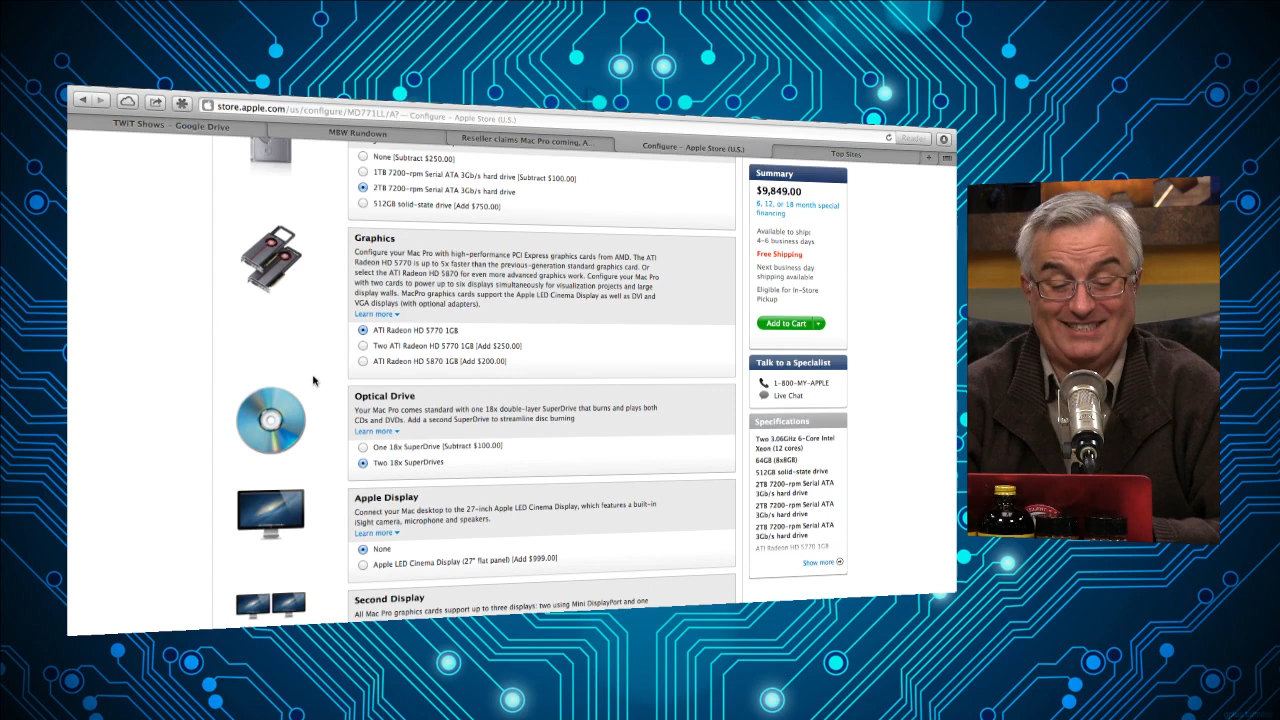 store.apple.com/us/configure/MD771LL/A?— Configure – Apple Store (U.S.)
Reader
TWiT Shows – Google Drive
MBW Rundown
Reseller claims Mac Pro coming, A...
Configure – Apple Store (U.S.)
Top Sites
None [Subtract $250.00]
1TB 7200-rpm Serial ATA 3Gb/s hard drive [Subtract $100.00]
2TB 7200-rpm Serial ATA 3Gb/s hard drive
512GB solid-state drive [Add $750.00]
Graphics
Configure your Mac Pro with high-performance PCI Express graphics cards from AMD. The ATI
Radeon HD 5770 is up to 5x faster than the previous-generation standard graphics card. Or
select the ATI Radeon HD 5870 for even more advanced graphics work. Configure your Mac Pro
with two cards to power up to six displays simultaneously for visualization projects and large
display walls. MacPro graphics cards support the Apple LED Cinema Display as well as DVI and
VGA displays (with optional adapters).
Learn more
ATI Radeon HD 5770 1GB
Two ATI Radeon HD 5770 1GB [Add $250.00]
ATI Radeon HD 5870 1GB [Add $200.00]
Optical Drive
Your Mac Pro comes standard with one 18x double-layer SuperDrive that burns and plays both
CDs and DVDs. Add a second SuperDrive to streamline disc burning
Learn more
One 18x SuperDrive [Subtract $100.00]
Two 18x SuperDrives
Apple Display
Connect your Mac desktop to the 27-inch Apple LED Cinema Display, which features a built-in
iSight camera, microphone and speakers.
Learn more
None
Apple LED Cinema Display (27" flat panel) [Add $999.00]
Second Display
All Mac Pro graphics cards support up to three displays: two using Mini DisplayPort and one
Summary
$9,849.00
6, 12, or 18 month special
financing
Available to ship:
4-6 business days
Free Shipping
Next business day
shipping available
Eligible for In-Store
Pickup
Add to Cart
Talk to a Specialist
1-800-MY-APPLE
Live Chat
Specifications
Two 3.06GHz 6-Core Intel
Xeon (12 cores)
64GB (8x8GB)
512GB solid-state drive
2TB 7200-rpm Serial ATA
3Gb/s hard drive
2TB 7200-rpm Serial ATA
3Gb/s hard drive
2TB 7200-rpm Serial ATA
3Gb/s hard drive
ATI Radeon HD 5770 1GB
Show more